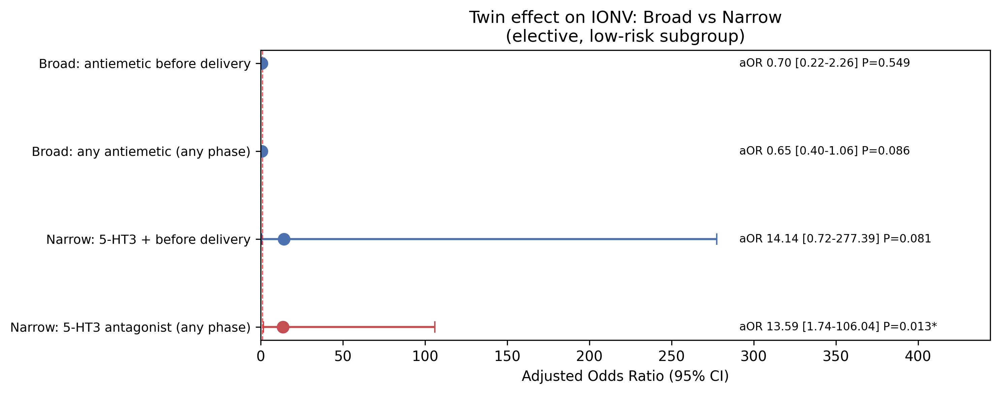 Twin effect on IONV: Broad vs Narrow
(elective, low-risk subgroup)
Broad: antiemetic before delivery
aOR 0.70 [0.22-2.26] P=0.549
Broad: any antiemetic (any phase)
aOR 0.65 [0.40-1.06] P=0.086
Narrow: 5-HT3 + before delivery
aOR 14.14 [0.72-277.39] P=0.081
Narrow: 5-HT3 antagonist (any phase)
aOR 13.59 [1.74-106.04] P=0.013*
0 50 100 150 200 250 300 350 400
Adjusted Odds Ratio (95% CI)